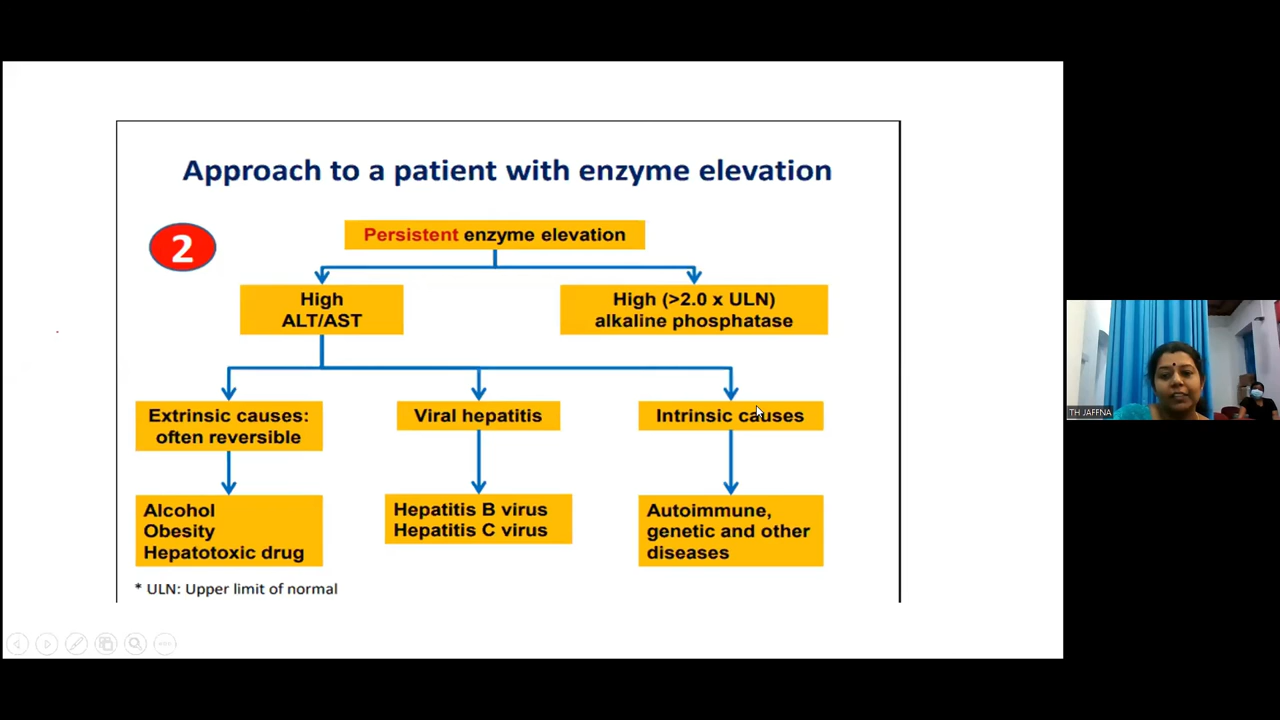 Approach to a patient with enzyme elevation
2
Persistent enzyme elevation
High
ALT/AST
High (>2.0 x ULN)
alkaline phosphatase
Extrinsic causes:
often reversible
Viral hepatitis
Intrinsic causes
Alcohol
Obesity
Hepatotoxic drug
Hepatitis B virus
Hepatitis C virus
Autoimmune,
genetic and other
diseases
* ULN: Upper limit of normal
TH JAFFNA